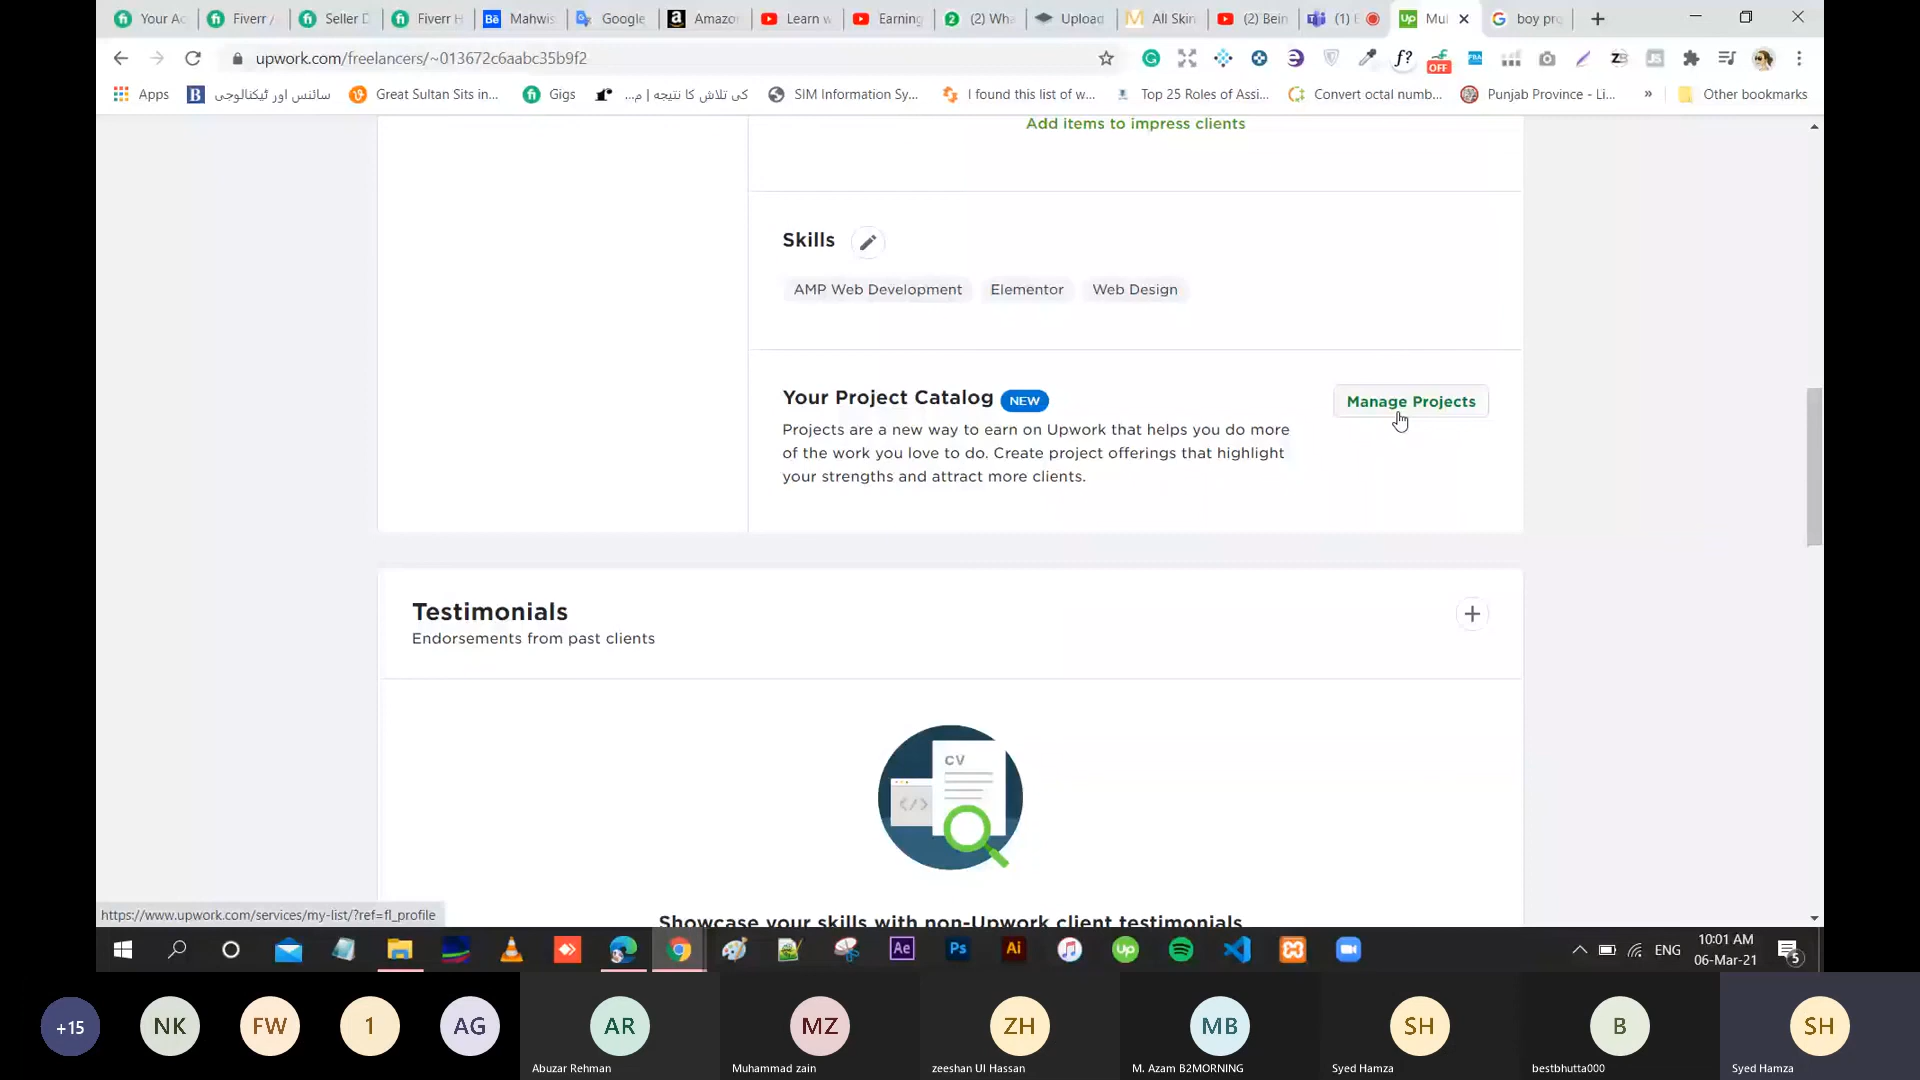 Your Ac
Fiverr /
Seller D
Fiverr H
Mahwis
Google
Amazo
Learn w
Earning
(2) Wha
Upload
All Skin
(2) Bein
(1)
Mul
boy pro
upwork.com/freelancers/~013672c6aabc35b9f2
OFF
Apps
سائنس اور ٹیکنالوجی
Great Sultan Sits in...
Gigs
کی تلاش کا نتیجہ | م...
SIM Information Sy...
I found this list of w...
Top 25 Roles of Assi...
Convert octal numb...
Punjab Province - Li...
»
Other bookmarks
Add items to impress clients
Skills
AMP Web Development
Elementor
Web Design
Your Project Catalog NEW
Manage Projects
Projects are a new way to earn on Upwork that helps you do more
of the work you love to do. Create project offerings that highlight
your strengths and attract more clients.
Testimonials
Endorsements from past clients
CV
</>
Showcase your skills with non-Upwork client testimonials
https://www.upwork.com/services/my-list/?ref=fl_profile
Ae
Ps
Ai
up
ENG
10:01 AM
06-Mar-21
5
+15
NK
FW
1
AG
AR
Abuzar Rehman
MZ
Muhammad zain
ZH
zeeshan Ul Hassan
MB
M. Azam B2MORNING
SH
Syed Hamza
B
bestbhutta000
SH
Syed Hamza